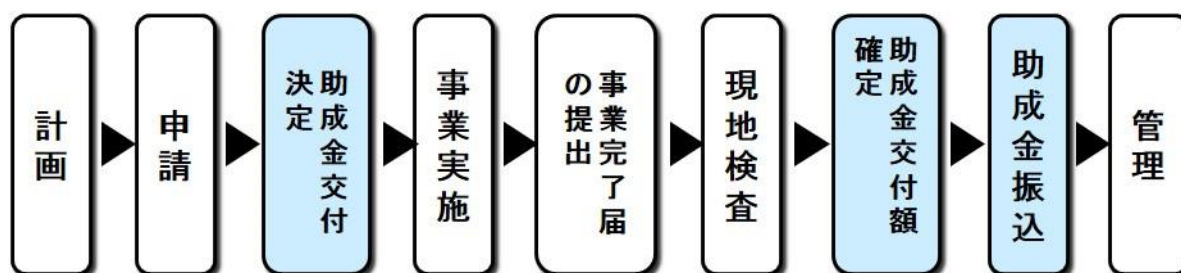 計画
申請
助成金交付
決定
事業実施
事業完了届
の提出
現地検査
助成金交付額
確定
助成金振込
管理